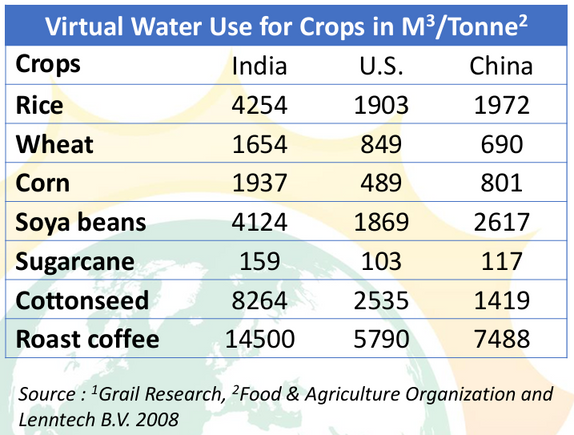 Virtual Water Use for Crops in M³/Tonne²
Crops India U.S. China
Rice 4254 1903 1972
Wheat 1654 849 690
Corn 1937 489 801
Soya beans 4124 1869 2617
Sugarcane 159 103 117
Cottonseed 8264 2535 1419
Roast coffee 14500 5790 7488
Source : ¹Grail Research, ²Food & Agriculture Organization and
Lenntech B.V. 2008